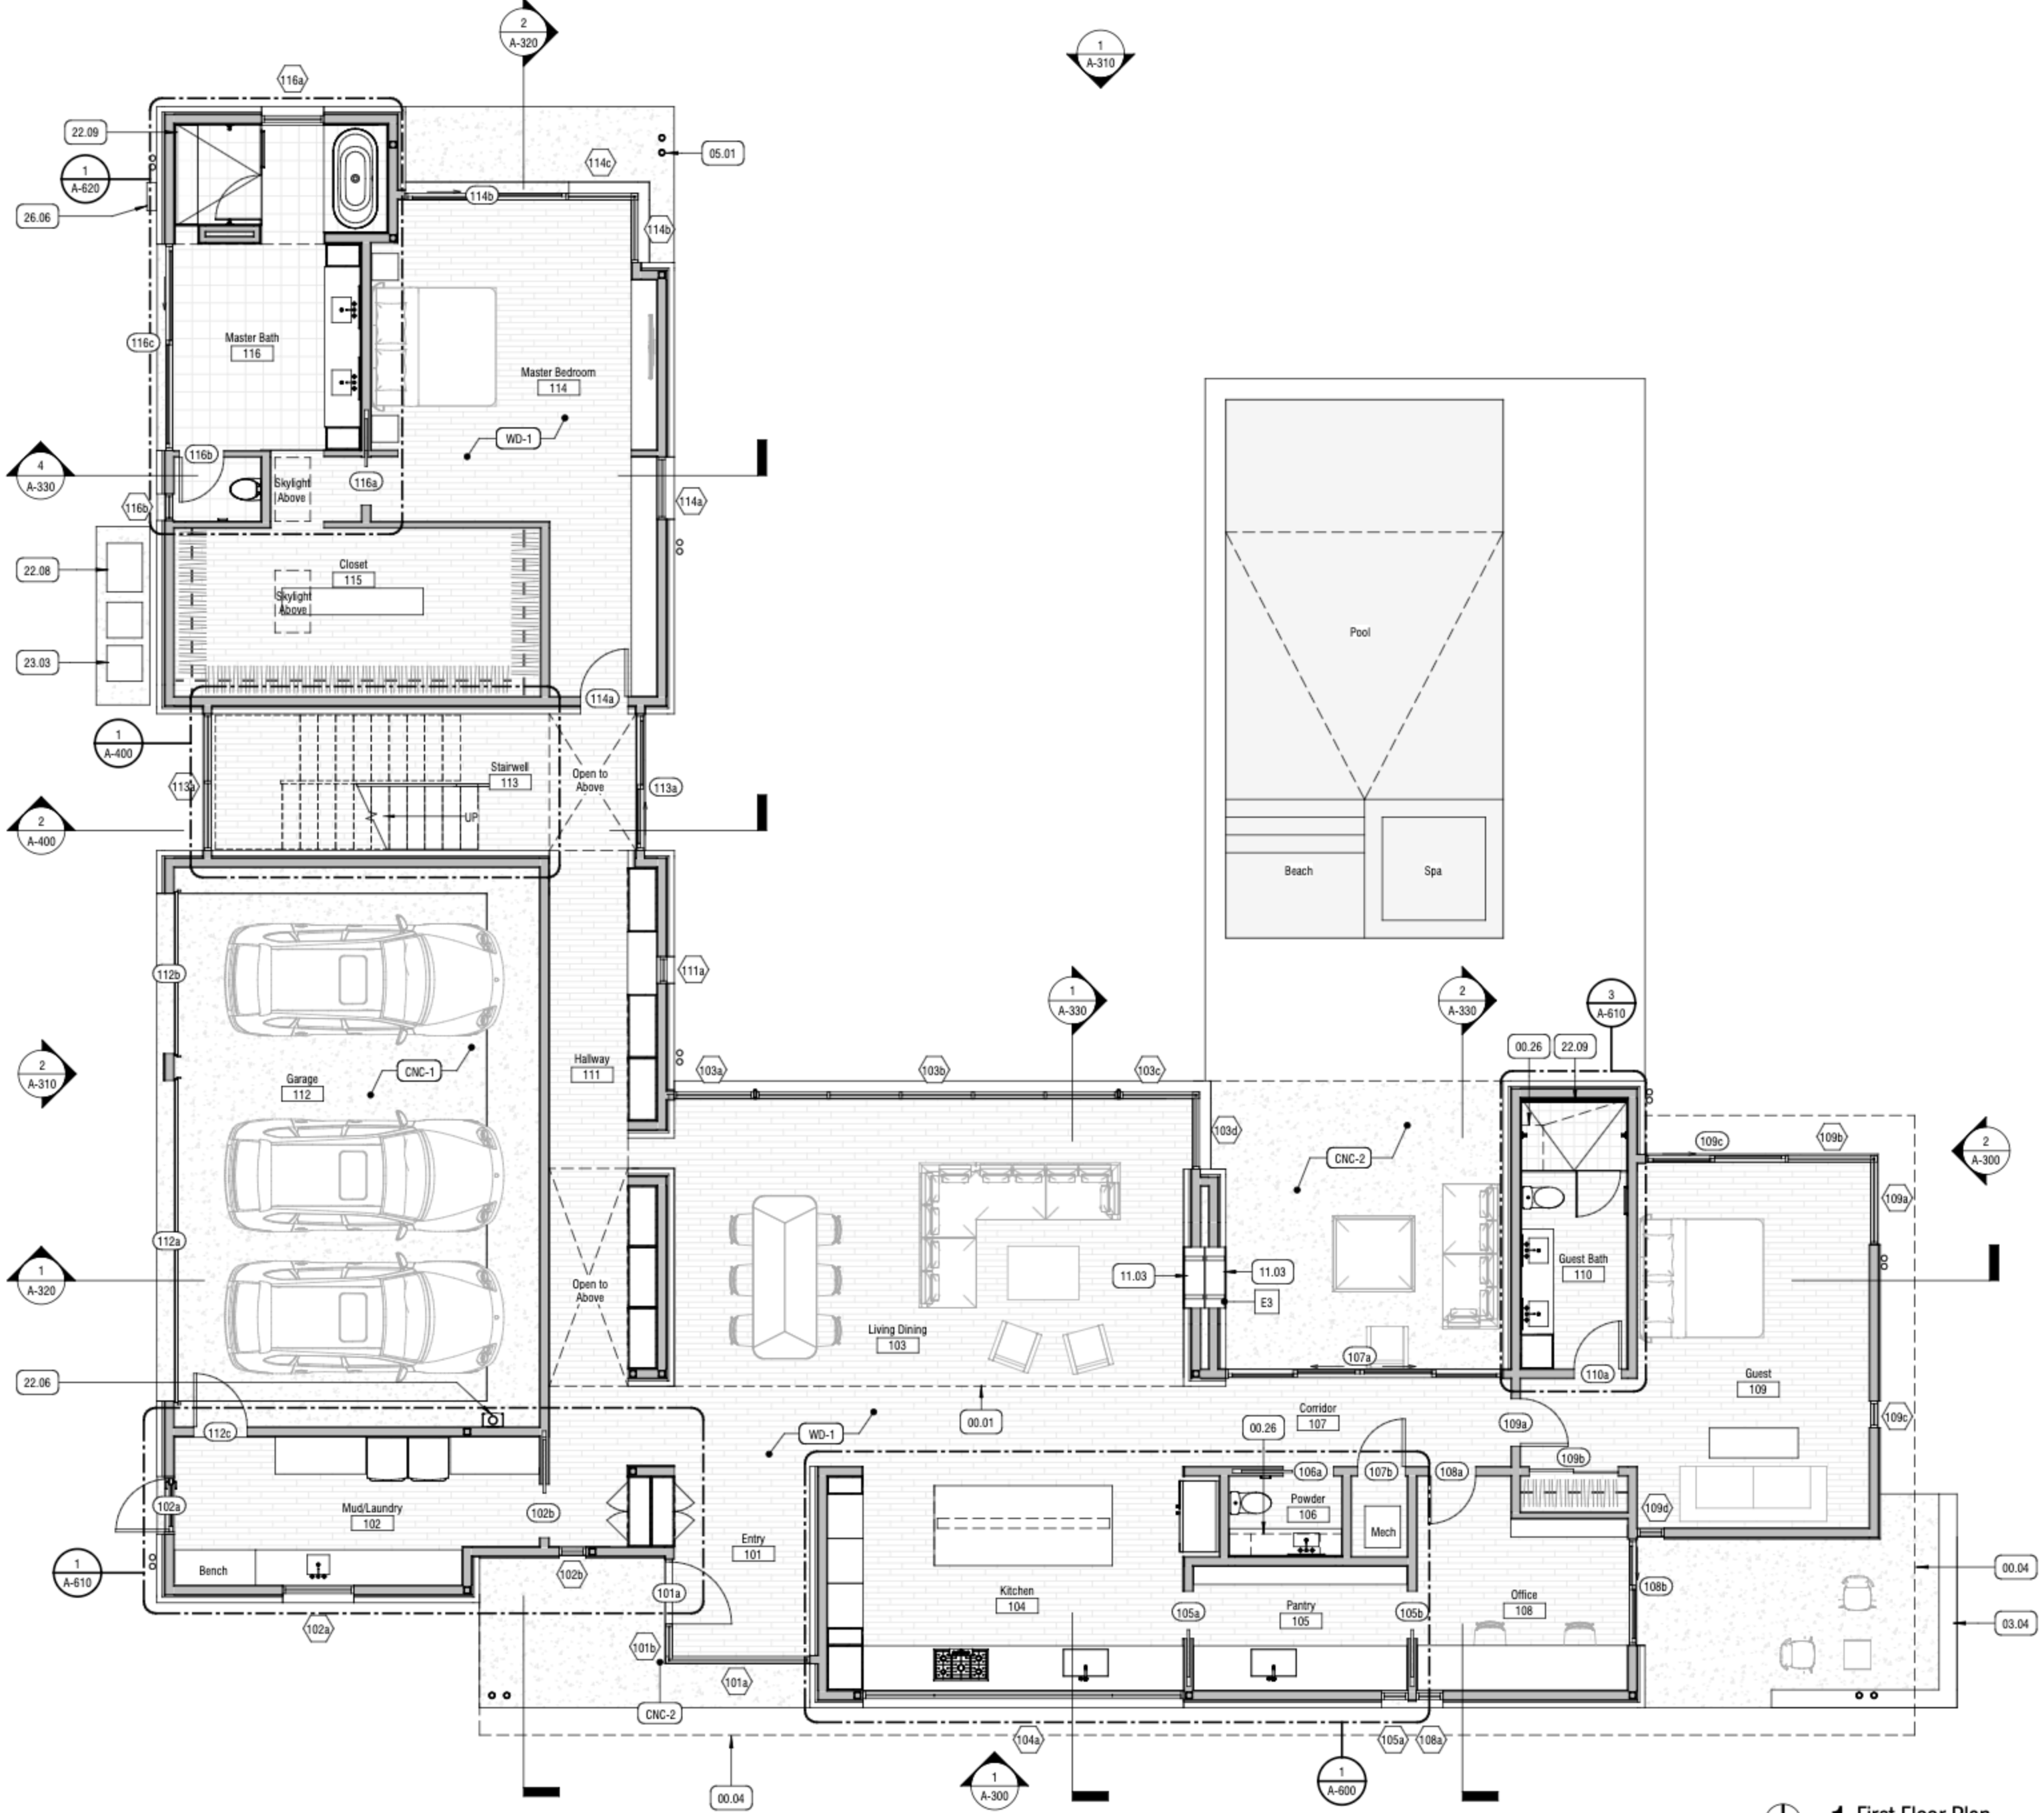 2
A-320
1
A-310
116a
22.09
05.01
114c
1
A-620
114b
26.06
114b
116c
Master Bath
116
Master Bedroom
114
WD-1
116b
4
A-330
116a
Skylight
Above
114a
116b
Closet
115
22.08
Skylight
Above
Pool
23.03
114a
1
A-400
Stairwell
113
Open to
Above
113a
113a
UP
2
A-400
Beach
Spa
112b
111a
1
A-330
2
A-330
3
A-610
00.26
22.09
2
A-310
CNC-1
Garage
112
Hallway
111
103a
103b
103c
103d
109c
109b
2
A-300
CNC-2
109a
112a
1
A-320
Open to
Above
11.03
11.03
E3
Guest Bath
110
Living Dining
103
107a
110a
22.06
Guest
109
00.01
Corridor
107
109a
109c
112c
WD-1
00.26
106a
107b
108a
109b
102a
Mud/Laundry
102
102b
Powder
106
109d
Mech
Entry
101
1
A-610
Bench
102b
101a
Kitchen
104
Pantry
105
Office
108
108b
00.04
105a
105b
03.04
102a
101b
101a
CNC-2
104a
105a
108a
00.04
1
A-300
1
A-600
1 First Floor Plan